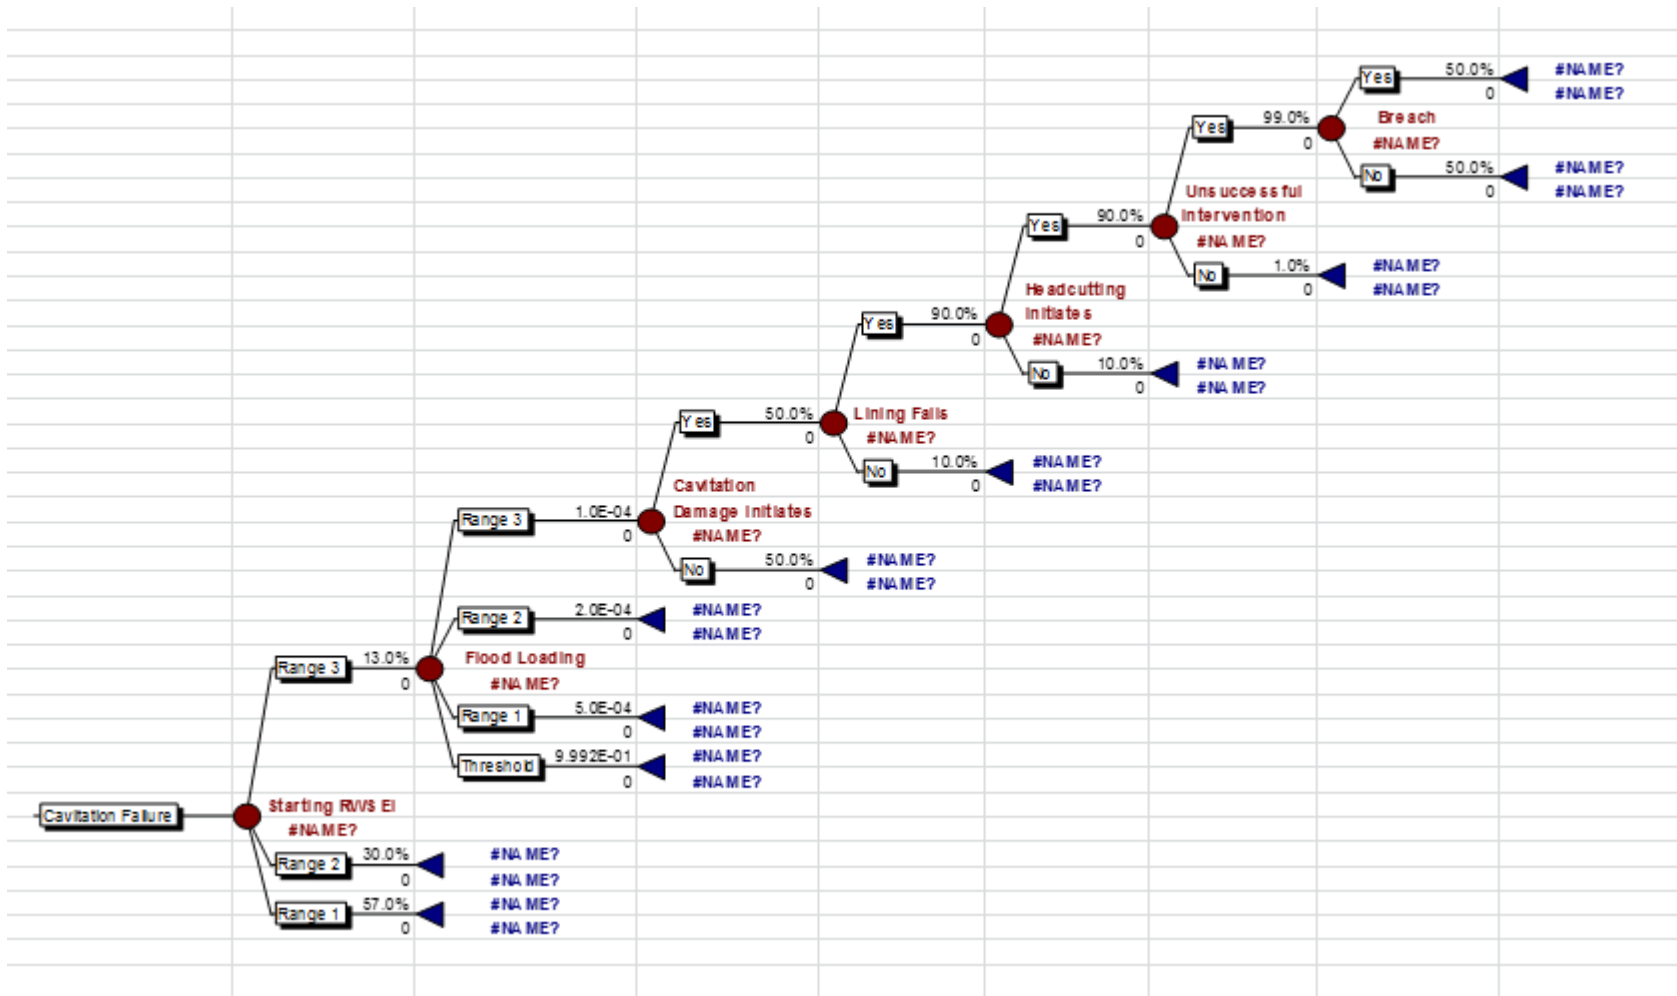 Yes 50.0% #NAME?
0 #NAME?
Yes 99.0% Breach
0 #NAME?
No 50.0% #NAME?
0 #NAME?
Unsuccessful
Yes 90.0% Intervention
0 #NAME?
No 1.0% #NAME?
0 #NAME?
Headcutting
Yes 90.0% Initiates
0 #NAME?
No 10.0% #NAME?
0 #NAME?
Yes 50.0% Lining Fails
0 #NAME?
No 10.0% #NAME?
0 #NAME?
Cavitation
Range 3 1.0E-04 Damage Initiates
0 #NAME?
No 50.0% #NAME?
0 #NAME?
Range 2 2.0E-04 #NAME?
0 #NAME?
Range 3 13.0% Flood Loading
0 #NAME?
Range 1 5.0E-04 #NAME?
0 #NAME?
Threshold 9.992E-01 #NAME?
0 #NAME?
Cavitation Failure Starting RWS El
#NAME?
Range 2 30.0% #NAME?
0 #NAME?
Range 1 57.0% #NAME?
0 #NAME?